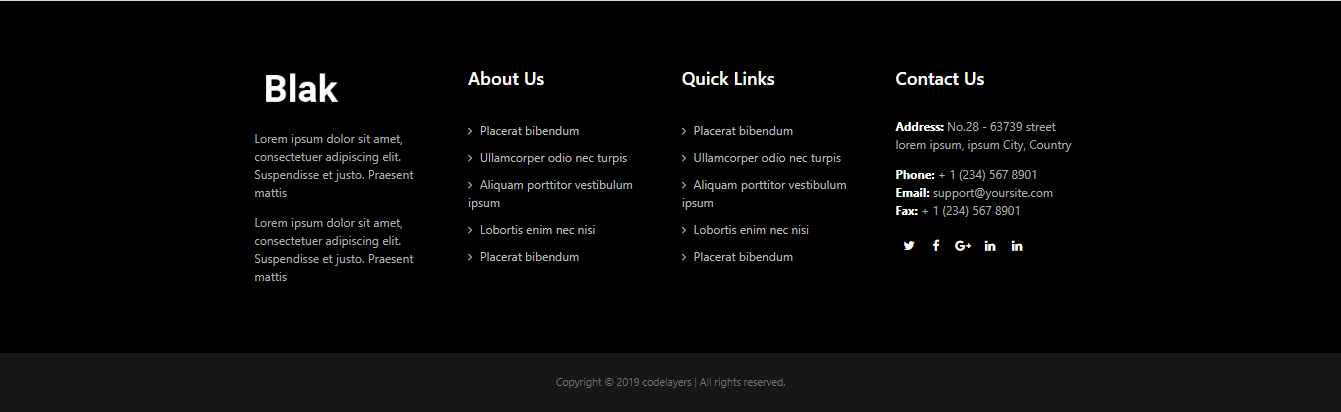 Blak
Lorem ipsum dolor sit amet,
consectetuer adipiscing elit.
Suspendisse et justo. Praesent
mattis
Lorem ipsum dolor sit amet,
consectetuer adipiscing elit.
Suspendisse et justo. Praesent
mattis
About Us
Placerat bibendum
Ullamcorper odio nec turpis
Aliquam porttitor vestibulum
ipsum
Lobortis enim nec nisi
Placerat bibendum
Quick Links
Placerat bibendum
Ullamcorper odio nec turpis
Aliquam porttitor vestibulum
ipsum
Lobortis enim nec nisi
Placerat bibendum
Contact Us
Address: No.28 - 63739 street
lorem ipsum, ipsum City, Country
Phone: + 1 (234) 567 8901
Email: support@yoursite.com
Fax: + 1 (234) 567 8901
Copyright © 2019 codelayers | All rights reserved.